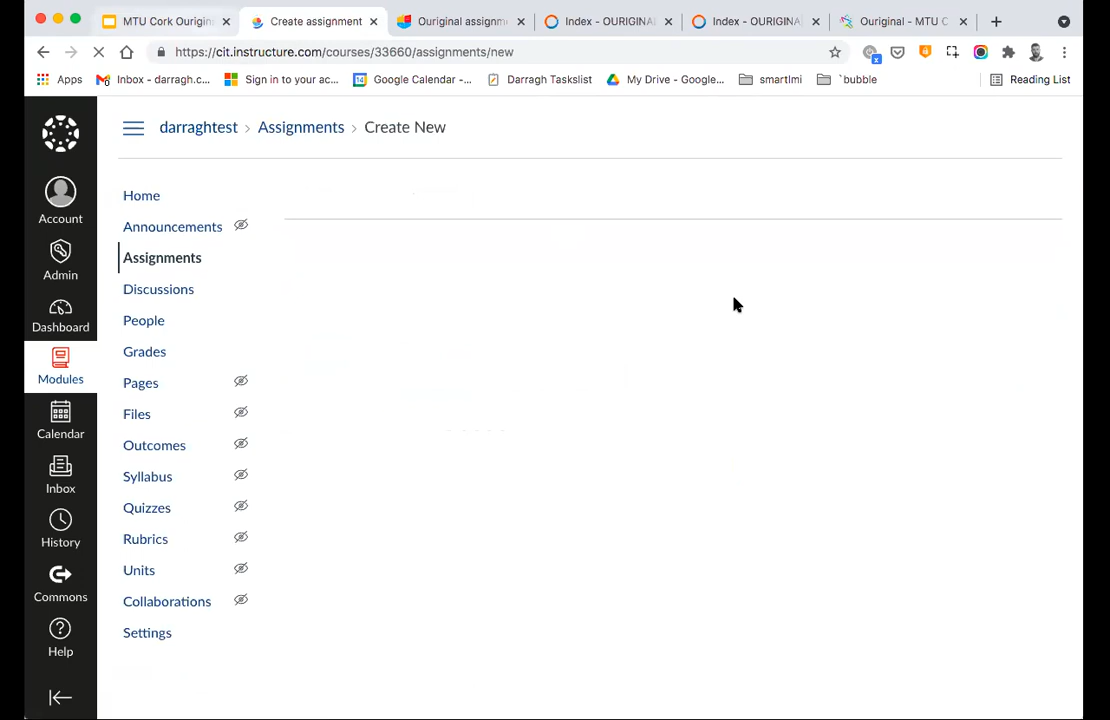 MTU Cork Ourigin
Create assignment
Ouriginal assignm
Index - OURIGINA
Index - OURIGINA
Ouriginal - MTU C
https://cit.instructure.com/courses/33660/assignments/new
Apps
Inbox - darragh.c...
Sign in to your ac...
Google Calendar -...
Darragh Taskslist
My Drive - Google...
smartlmi
`bubble
Reading List
darraghtest > Assignments > Create New
Account
Admin
Dashboard
Modules
Calendar
Inbox
History
Commons
Help
Home
Announcements
Assignments
Discussions
People
Grades
Pages
Files
Outcomes
Syllabus
Quizzes
Rubrics
Units
Collaborations
Settings